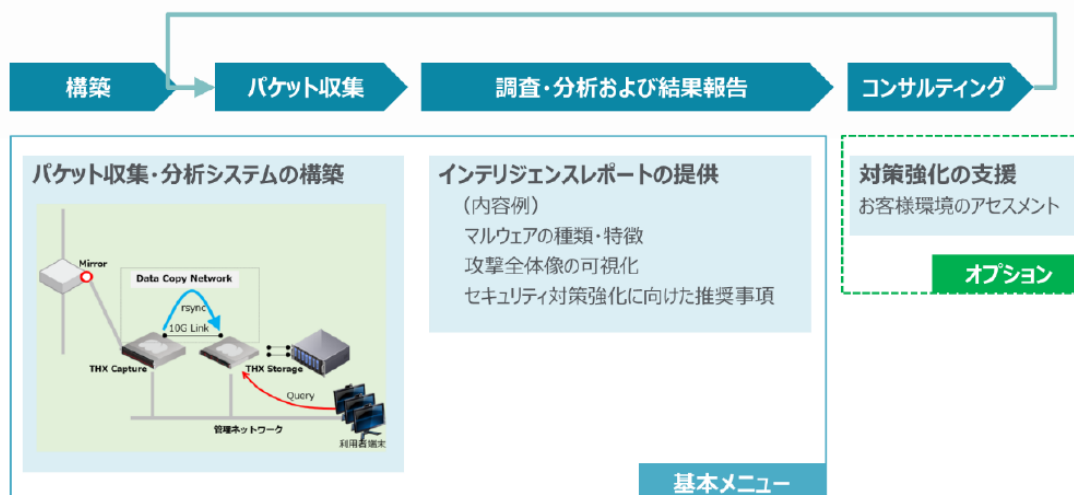 構築
パケット収集
調査・分析および結果報告
コンサルティング
パケット収集・分析システムの構築
Mirror
Data Copy Network
rsync
10G Link
THX Capture
THX Storage
Query
管理ネットワーク
利用者端末
インテリジェンスレポートの提供
(内容例)
マルウェアの種類・特徴
攻撃全体像の可視化
セキュリティ対策強化に向けた推奨事項
基本メニュー
対策強化の支援
お客様環境のアセスメント
オプション